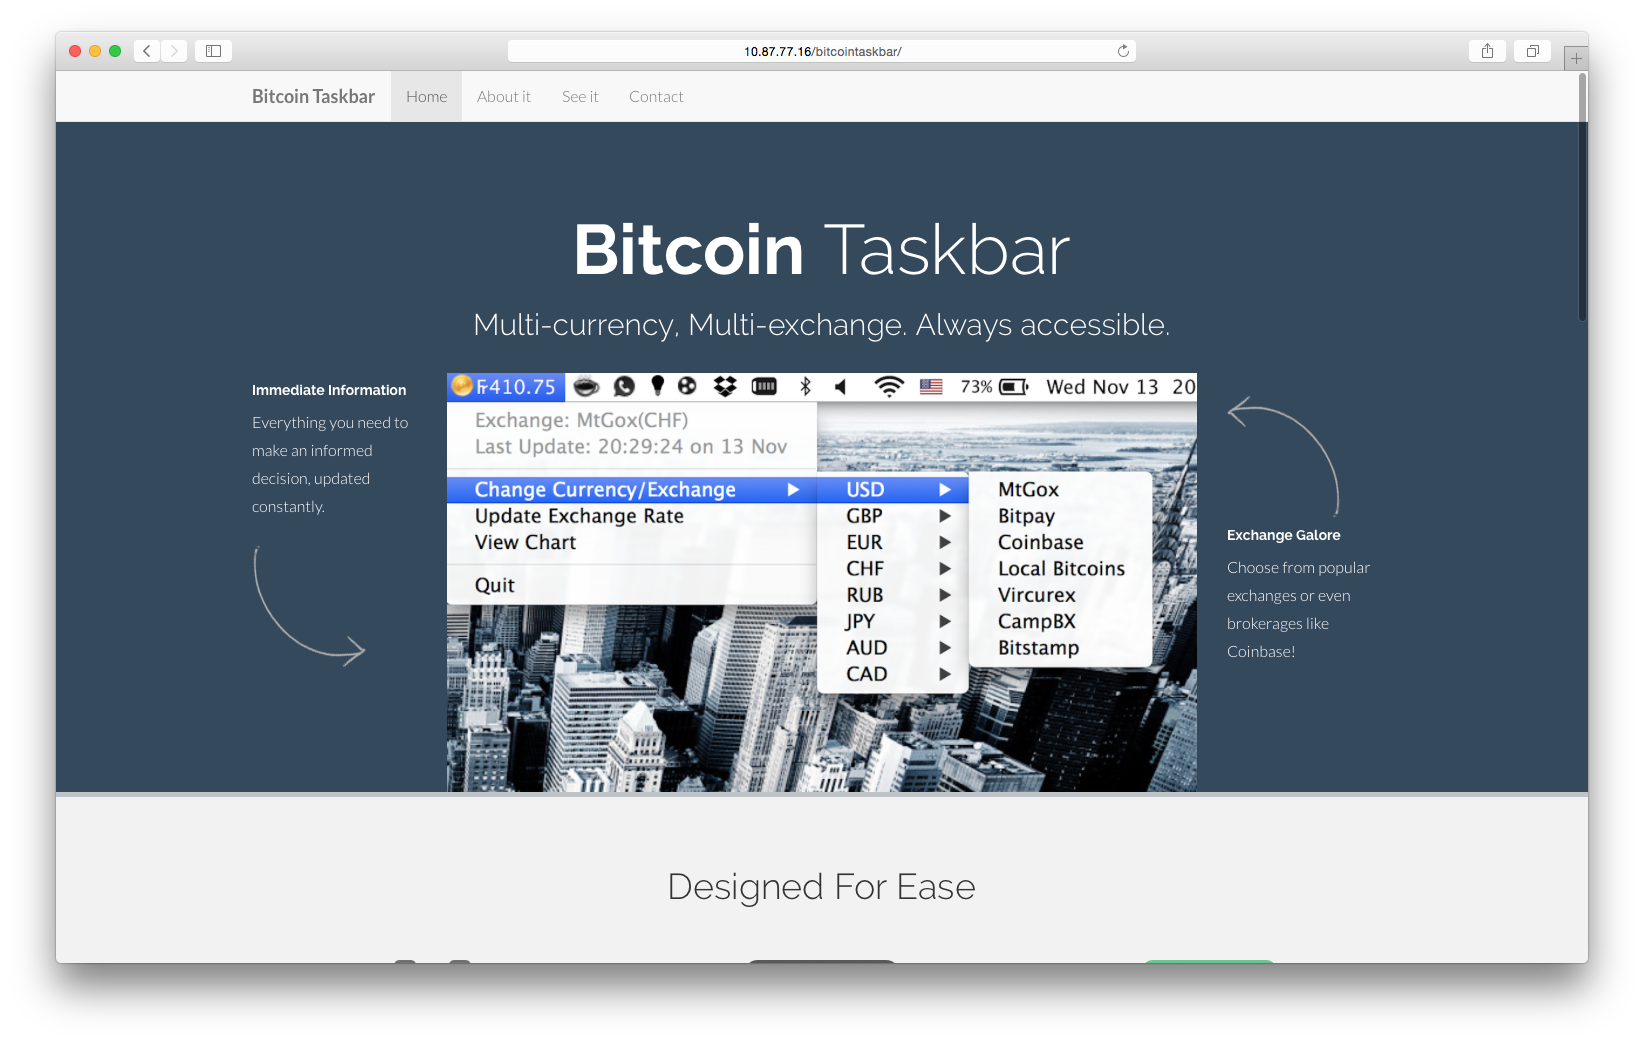 10.87.77.16/bitcointaskbar/
Bitcoin Taskbar Home About it See it Contact
Bitcoin Taskbar
Multi-currency, Multi-exchange. Always accessible.
Immediate Information
Everything you need to
make an informed
decision, updated
constantly.
₣410.75 73% Wed Nov 13 20
Exchange: MtGox(CHF)
Last Update: 20:29:24 on 13 Nov
Change Currency/Exchange
Update Exchange Rate
View Chart
Quit
USD
GBP
EUR
CHF
RUB
JPY
AUD
CAD
MtGox
Bitpay
Coinbase
Local Bitcoins
Vircurex
CampBX
Bitstamp
Exchange Galore
Choose from popular
exchanges or even
brokerages like
Coinbase!
Designed For Ease